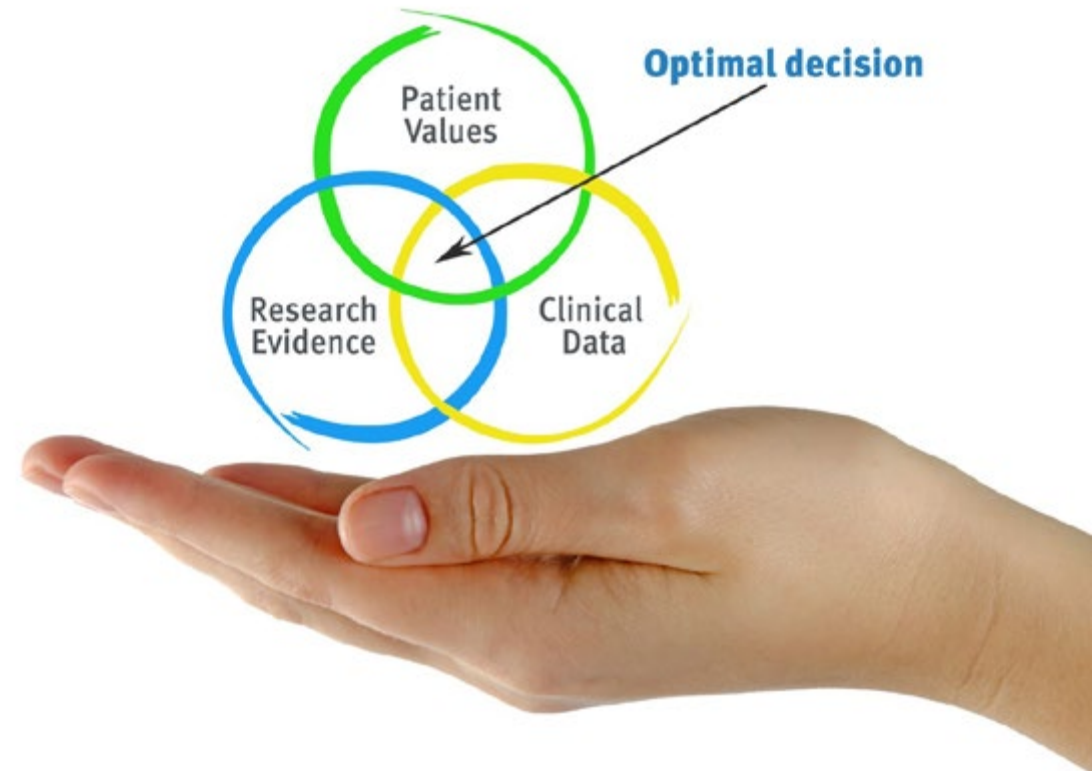 Optimal decision
Patient
Values
Research
Evidence
Clinical
Data